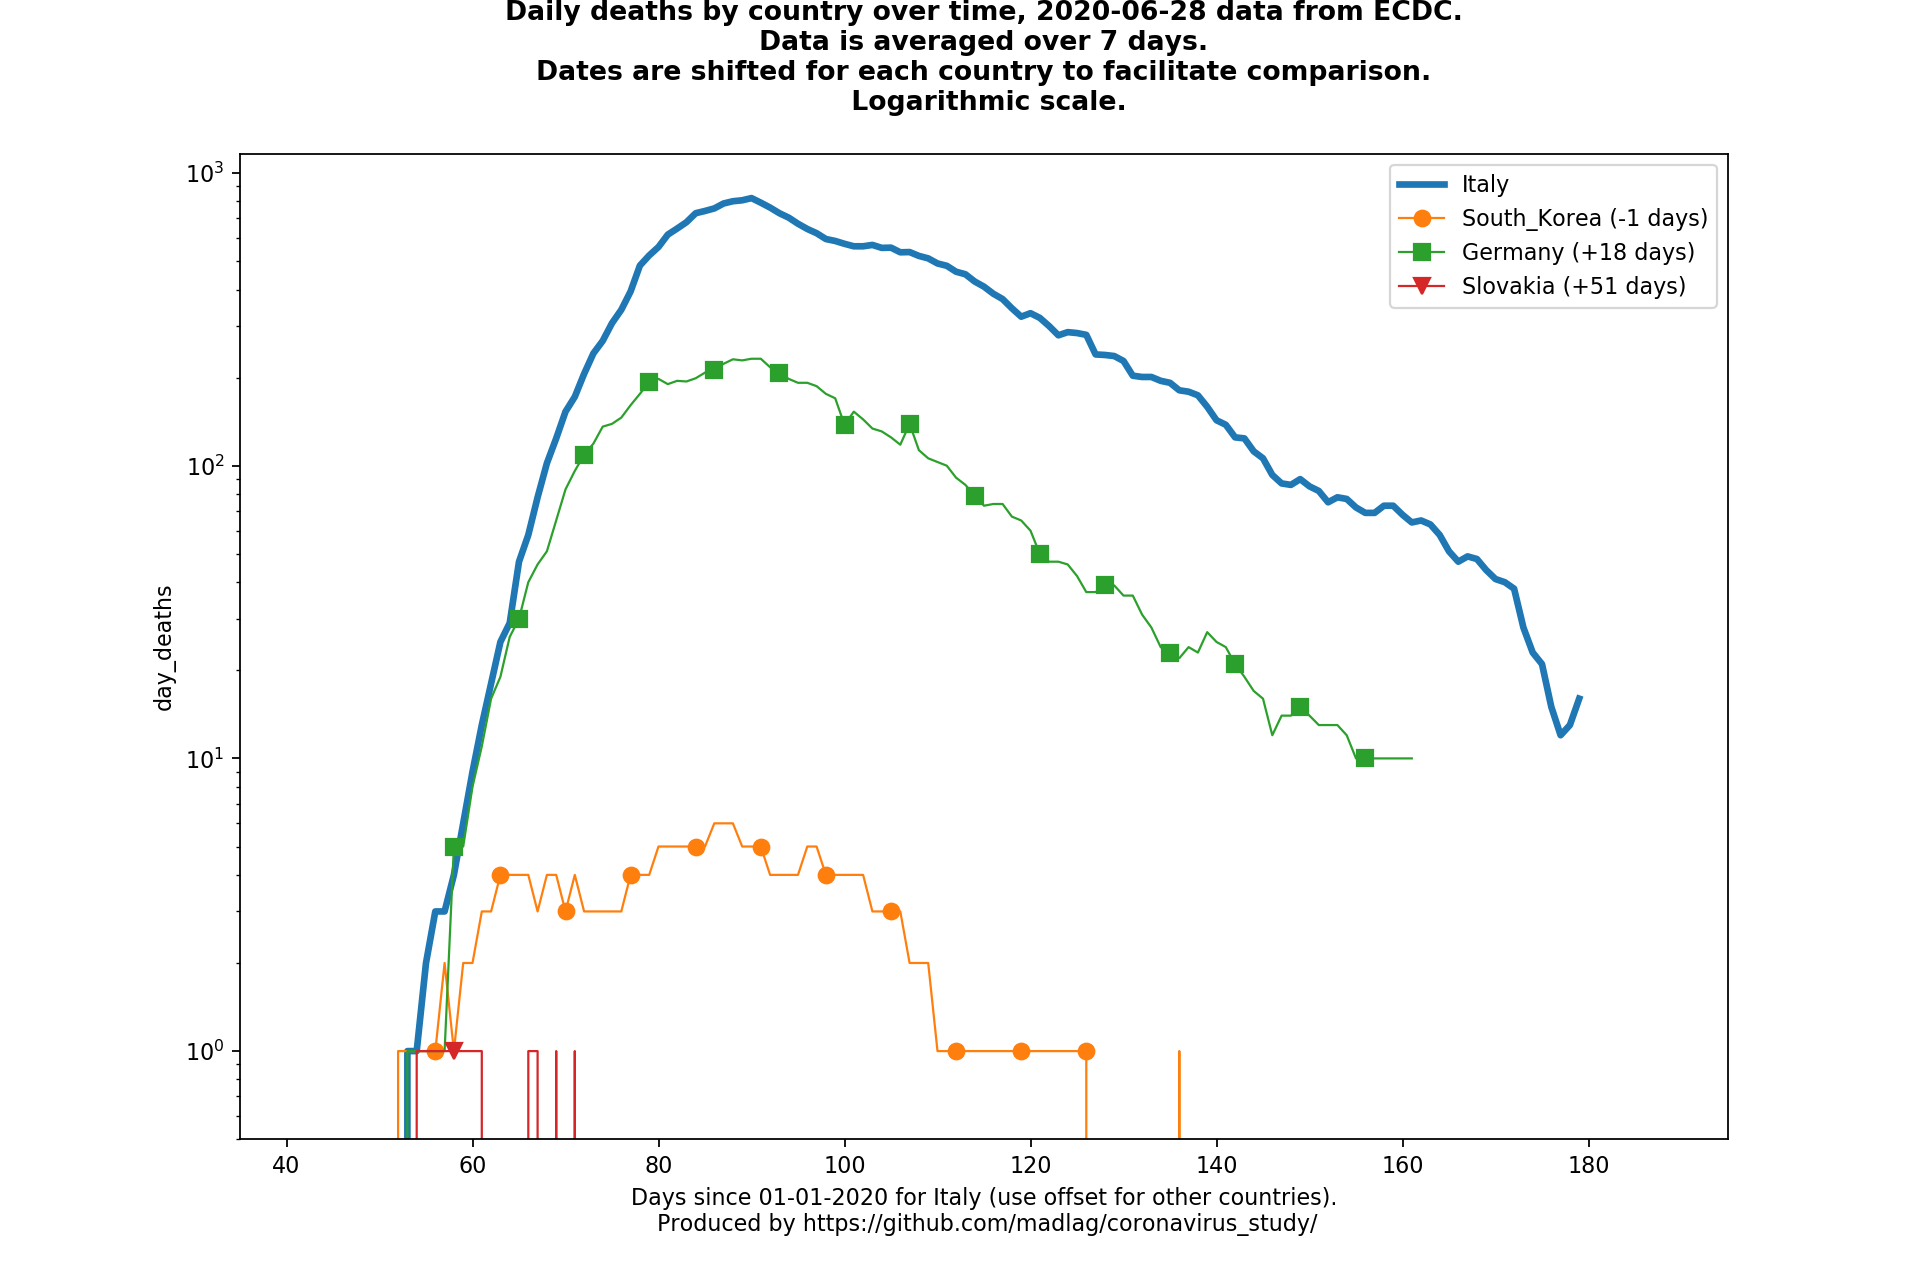 Daily deaths by country over time, 2020-06-28 data from ECDC.
Data is averaged over 7 days.
Dates are shifted for each country to facilitate comparison.
Logarithmic scale.
10³
10²
10¹
10⁰
day_deaths
Italy
South_Korea (-1 days)
Germany (+18 days)
Slovakia (+51 days)
40 60 80 100 120 140 160 180
Days since 01-01-2020 for Italy (use offset for other countries).
Produced by https://github.com/madlag/coronavirus_study/